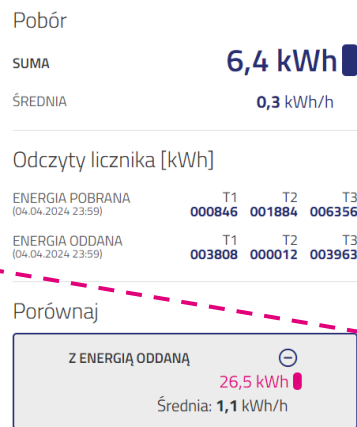 Pobór
SUMA 6,4 kWh
ŚREDNIA 0,3 kWh/h
Odczyty licznika [kWh]
ENERGIA POBRANA T1 T2 T3
(04.04.2024 23:59) 000846 001884 006356
ENERGIA ODDANA T1 T2 T3
(04.04.2024 23:59) 003808 000012 003963
Porównaj
Z ENERGIĄ ODDANĄ
26,5 kWh
Średnia: 1,1 kWh/h